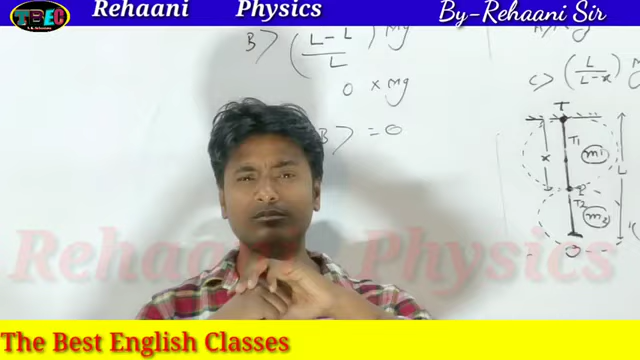 TBEC
Rehaani Physics
By-Rehaani Sir
B> (L-L/L) Mg
0 × Mg
B> = 0
C> (L/L-x) M
T
T1
m1
x
L
P
T2
m2
O
Rehaani Physics
The Best English Classes